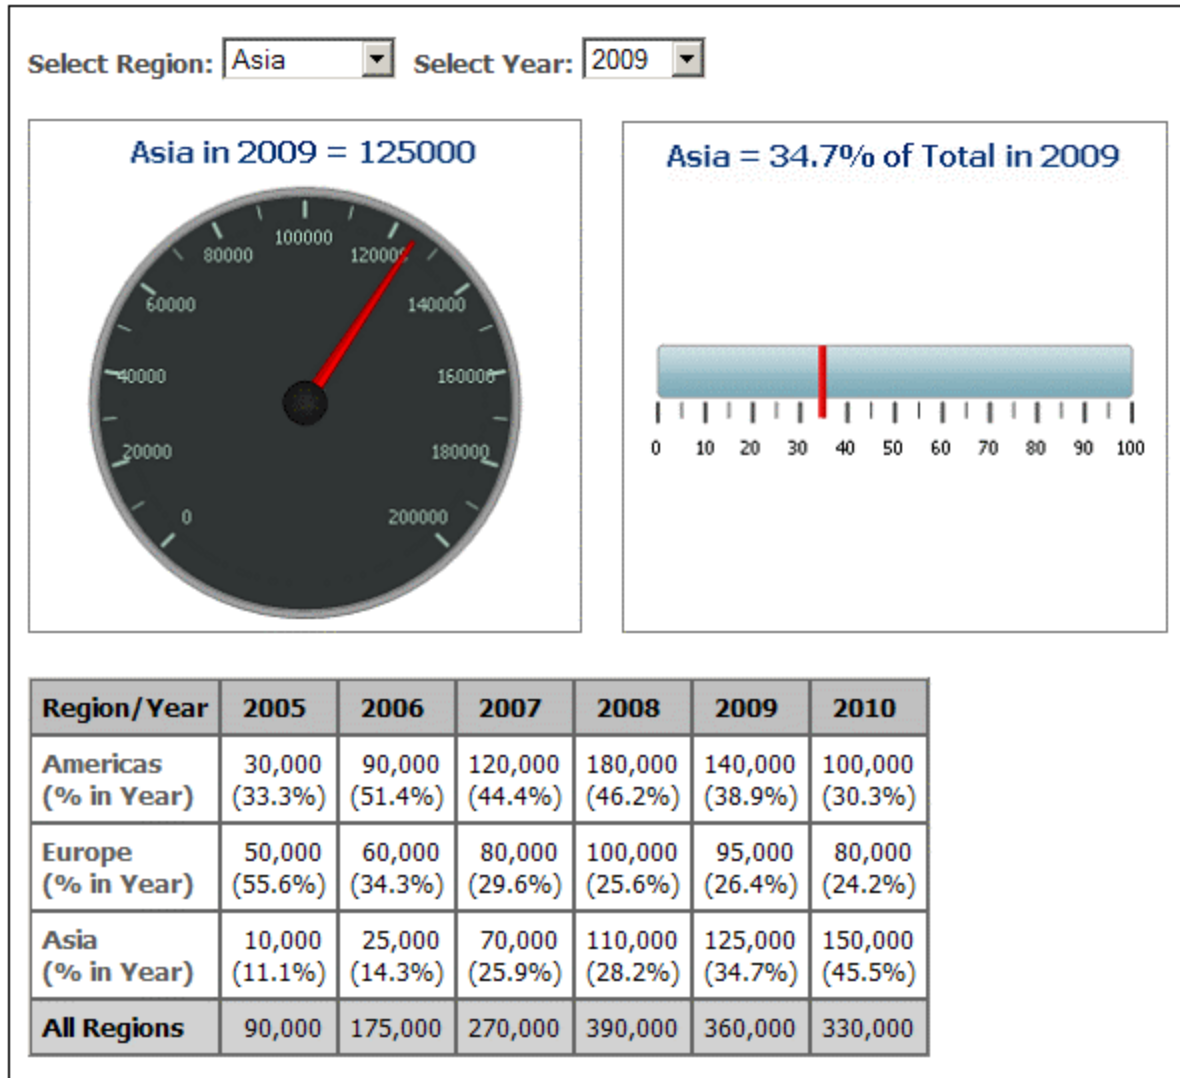 Select Region: Asia Select Year: 2009
Asia in 2009 = 125000
0
20000
40000
60000
80000
100000
120000
140000
160000
180000
200000
Asia = 34.7% of Total in 2009
0 10 20 30 40 50 60 70 80 90 100
Region/Year 2005 2006 2007 2008 2009 2010
Americas 30,000 90,000 120,000 180,000 140,000 100,000
(% in Year) (33.3%) (51.4%) (44.4%) (46.2%) (38.9%) (30.3%)
Europe 50,000 60,000 80,000 100,000 95,000 80,000
(% in Year) (55.6%) (34.3%) (29.6%) (25.6%) (26.4%) (24.2%)
Asia 10,000 25,000 70,000 110,000 125,000 150,000
(% in Year) (11.1%) (14.3%) (25.9%) (28.2%) (34.7%) (45.5%)
All Regions 90,000 175,000 270,000 390,000 360,000 330,000